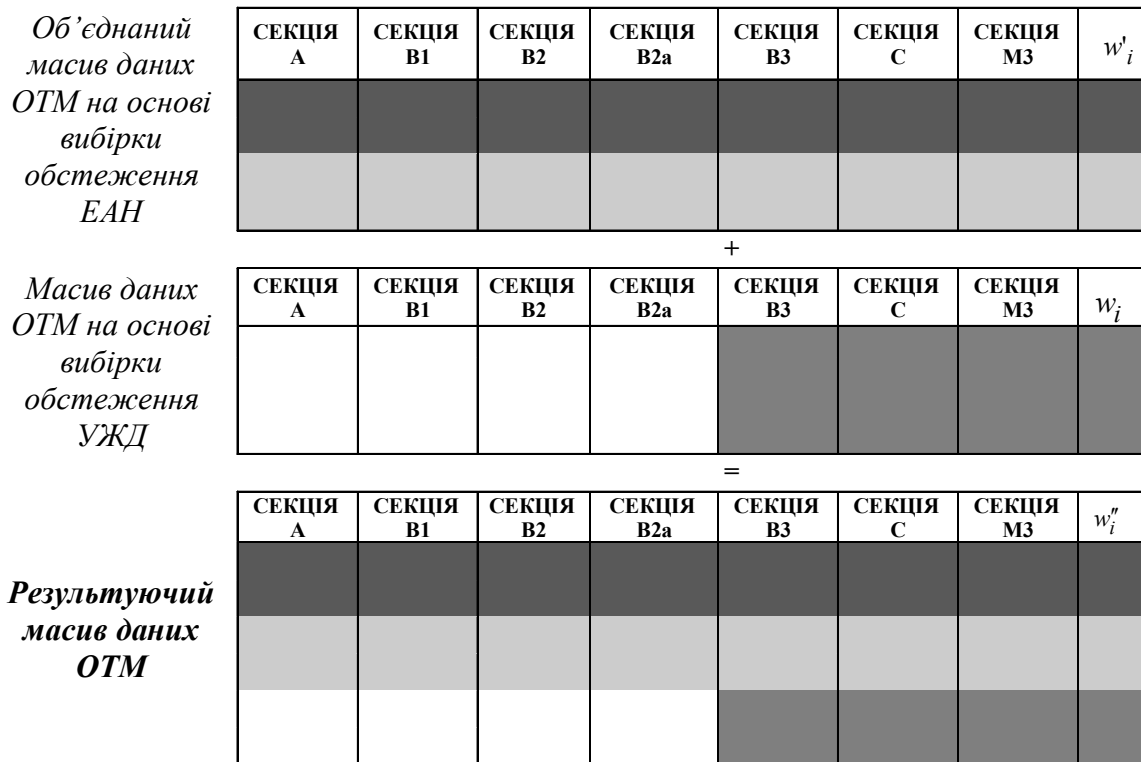 Об’єднаний
масив даних
ОТМ на основі
вибірки
обстеження
ЕАН
СЕКЦІЯ А СЕКЦІЯ В1 СЕКЦІЯ В2 СЕКЦІЯ В2а СЕКЦІЯ В3 СЕКЦІЯ С СЕКЦІЯ М3 w'i
+
Масив даних
ОТМ на основі
вибірки
обстеження
УЖД
СЕКЦІЯ А СЕКЦІЯ В1 СЕКЦІЯ В2 СЕКЦІЯ В2а СЕКЦІЯ В3 СЕКЦІЯ С СЕКЦІЯ М3 wi
=
Результуючий
масив даних
ОТМ
СЕКЦІЯ А СЕКЦІЯ В1 СЕКЦІЯ В2 СЕКЦІЯ В2а СЕКЦІЯ В3 СЕКЦІЯ С СЕКЦІЯ М3 w''i